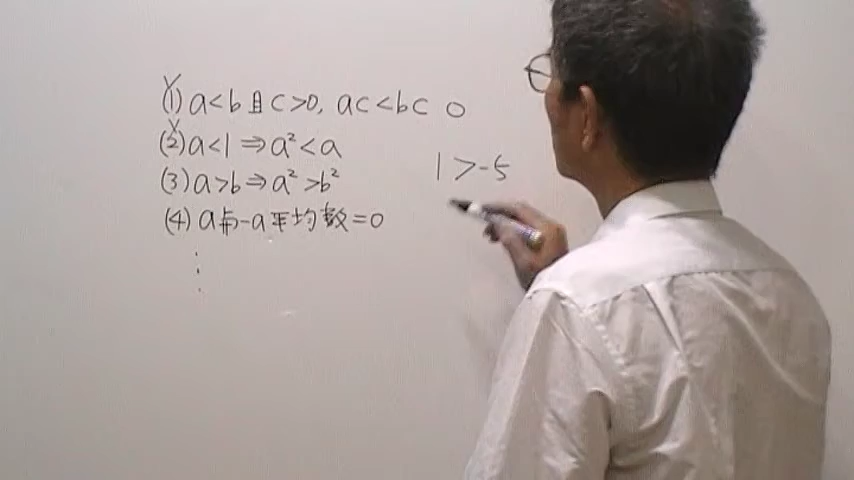 (1) a<b 且 c>0, ac<bc ○
(2) a<1 ⇒ a²<a
(3) a>b ⇒ a²>b²
1>-5
(4) a与-a平均数=0
⋮